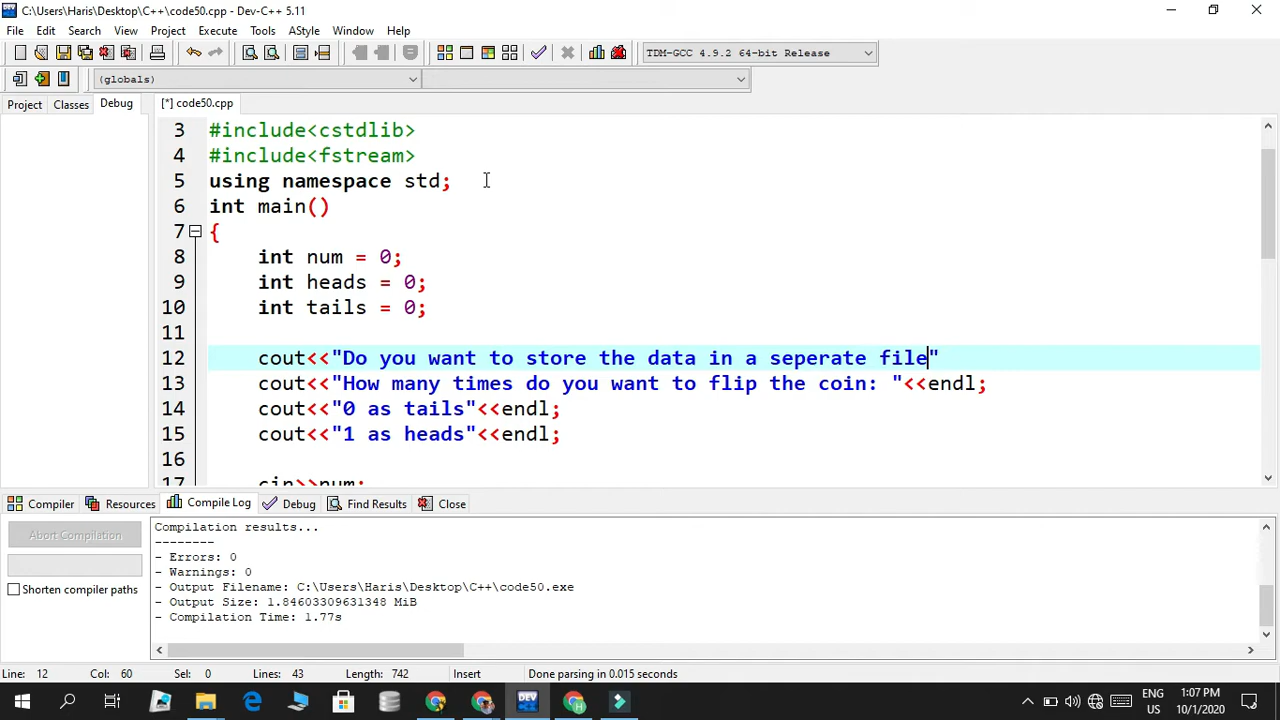 C:\Users\Haris\Desktop\C++\code50.cpp - Dev-C++ 5.11
File Edit Search View Project Execute Tools AStyle Window Help
TDM-GCC 4.9.2 64-bit Release
(globals)
Project Classes Debug
[*] code50.cpp
3 #include<cstdlib>
4 #include<fstream>
5 using namespace std;
6 int main()
7 {
8 int num = 0;
9 int heads = 0;
10 int tails = 0;
11
12 cout<<"Do you want to store the data in a seperate file"
13 cout<<"How many times do you want to flip the coin: "<<endl;
14 cout<<"0 as tails"<<endl;
15 cout<<"1 as heads"<<endl;
16
17 cin>>num;
Compiler Resources Compile Log Debug Find Results Close
Abort Compilation
Shorten compiler paths
Compilation results...
--------
- Errors: 0
- Warnings: 0
- Output Filename: C:\Users\Haris\Desktop\C++\code50.exe
- Output Size: 1.84603309631348 MiB
- Compilation Time: 1.77s
Line: 12 Col: 60 Sel: 0 Lines: 43 Length: 742 Insert Done parsing in 0.015 seconds
DEV
H
ENG
US
1:07 PM
10/1/2020